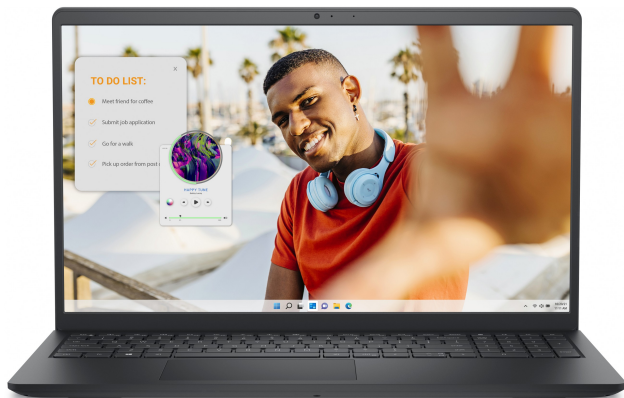 TO DO LIST:
Meet friend for coffee
Submit job application
Go for a walk
Pick up order from post
HAPPY TUNE